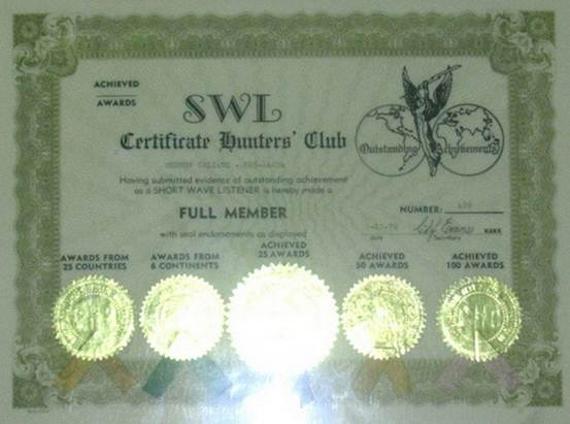 ACHIEVED
AWARDS
SWL
Certificate Hunters' Club
Outstanding Achievements
Having submitted evidence of outstanding achievement
as a SHORT WAVE LISTENER is hereby made a
FULL MEMBER
NUMBER:
with seal endorsements as displayed
Secretary
AWARDS FROM
25 COUNTRIES
AWARDS FROM
6 CONTINENTS
ACHIEVED
25 AWARDS
ACHIEVED
50 AWARDS
ACHIEVED
100 AWARDS